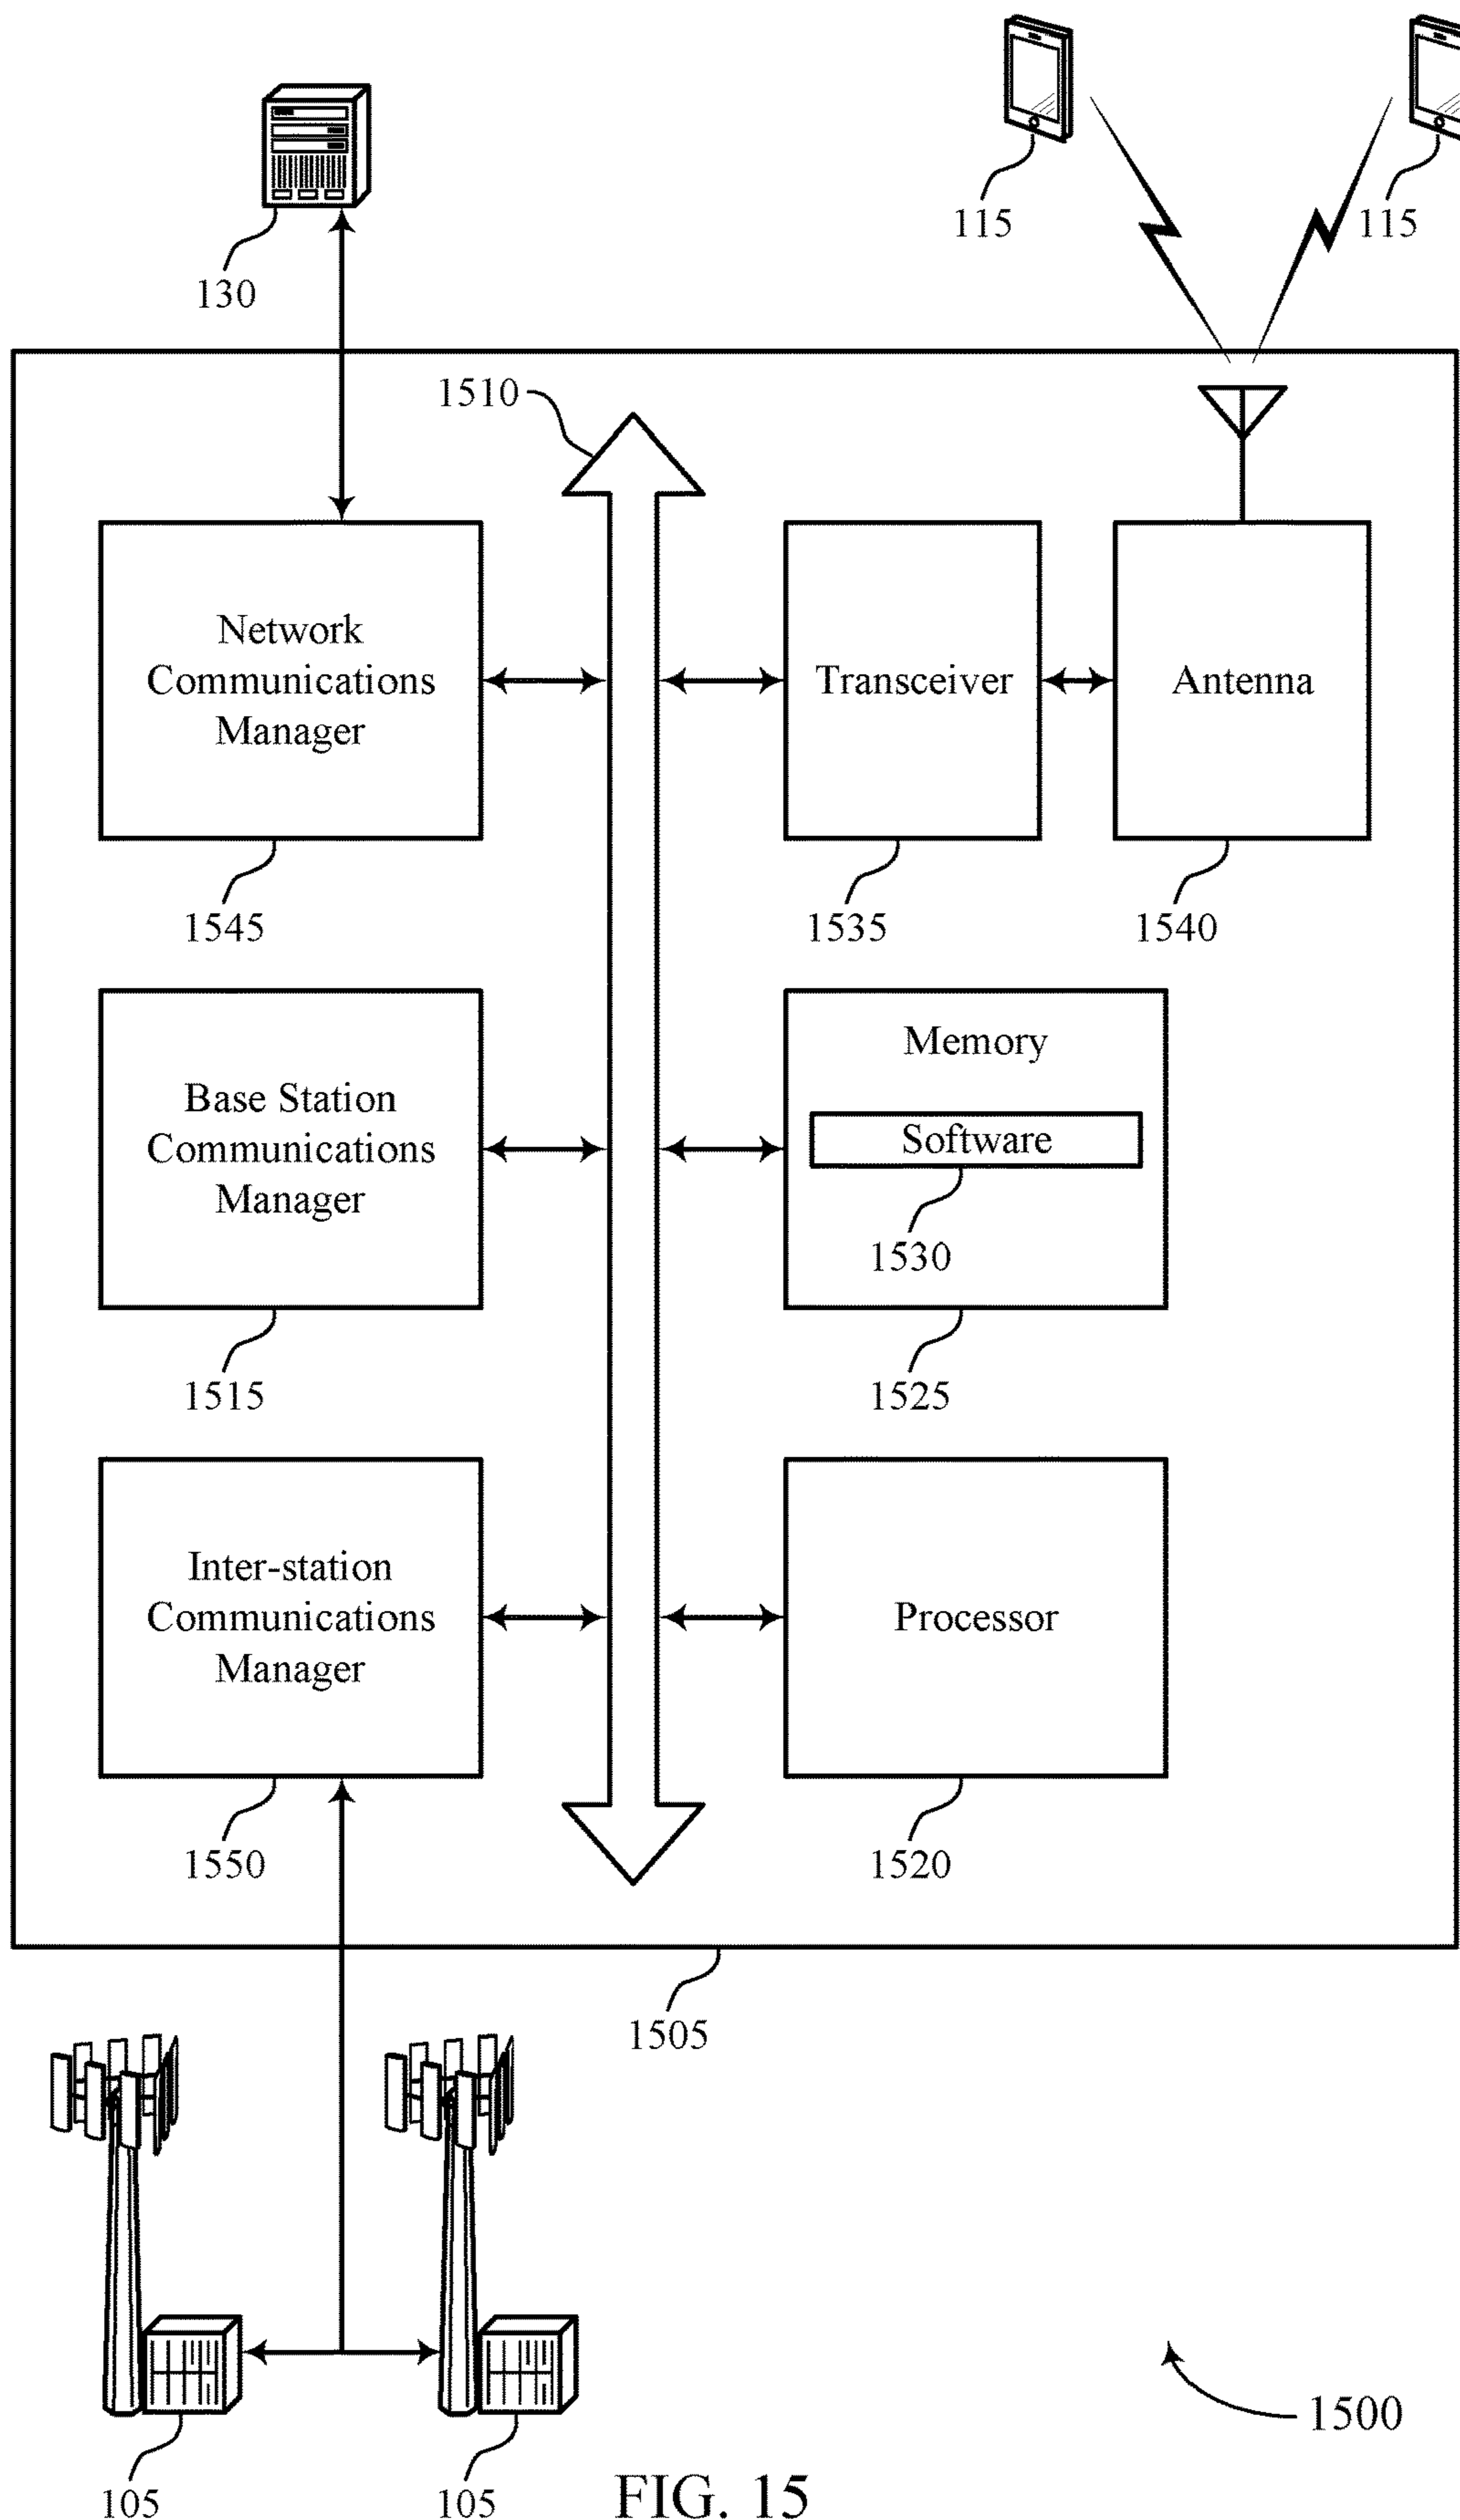 115
115
130
1510
Network
Communications
Manager
Transceiver
Antenna
1545
1535
1540
Base Station
Communications
Manager
Memory
Software
1530
1515
1525
Inter-station
Communications
Manager
Processor
1550
1520
1505
1500
105
105
FIG. 15